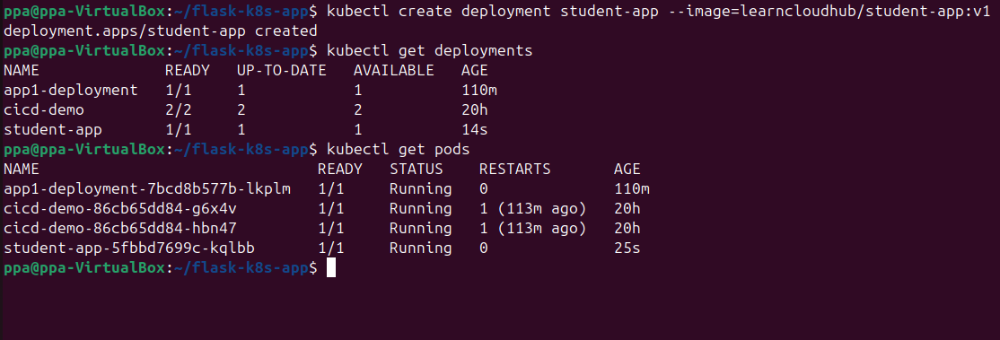 ppa@ppa-VirtualBox:~/flask-k8s-app$ kubectl create deployment student-app --image=learncloudhub/student-app:v1
deployment.apps/student-app created
ppa@ppa-VirtualBox:~/flask-k8s-app$ kubectl get deployments
NAME              READY   UP-TO-DATE   AVAILABLE   AGE
app1-deployment   1/1     1            1           110m
cicd-demo         2/2     2            2           20h
student-app       1/1     1            1           14s
ppa@ppa-VirtualBox:~/flask-k8s-app$ kubectl get pods
NAME                               READY   STATUS    RESTARTS       AGE
app1-deployment-7bcd8b577b-lkplm   1/1     Running   0              110m
cicd-demo-86cb65dd84-g6x4v         1/1     Running   1 (113m ago)   20h
cicd-demo-86cb65dd84-hbn47         1/1     Running   1 (113m ago)   20h
student-app-5fbbd7699c-kqlbb       1/1     Running   0              25s
ppa@ppa-VirtualBox:~/flask-k8s-app$